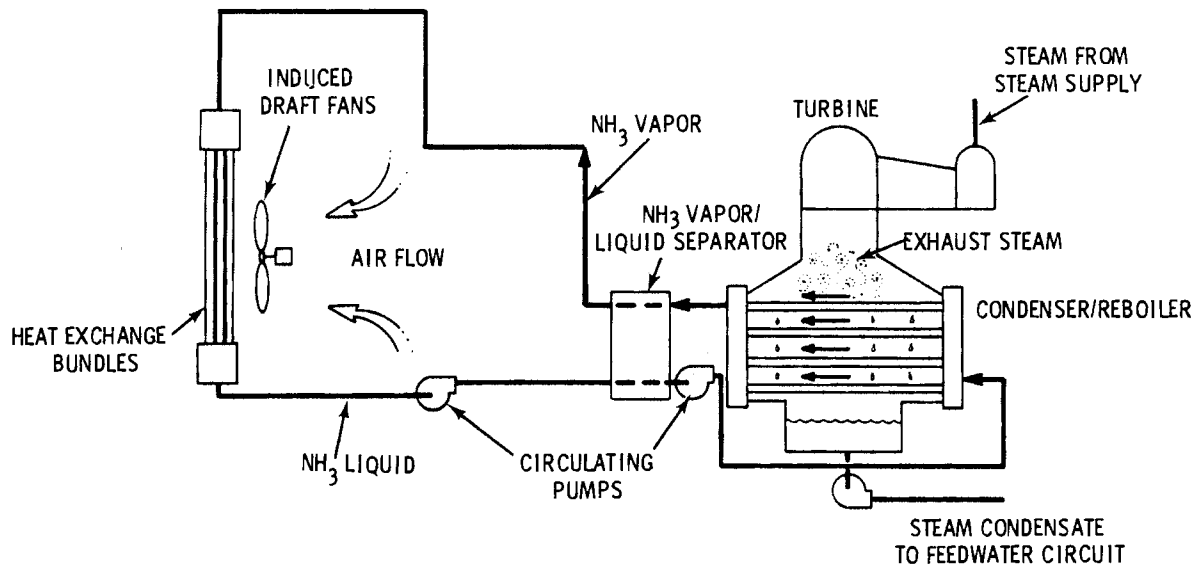 INDUCED
DRAFT FANS
STEAM FROM
STEAM SUPPLY
TURBINE
NH3 VAPOR
NH3 VAPOR/
LIQUID SEPARATOR
EXHAUST STEAM
AIR FLOW
CONDENSER/REBOILER
HEAT EXCHANGE
BUNDLES
NH3 LIQUID
CIRCULATING
PUMPS
STEAM CONDENSATE
TO FEEDWATER CIRCUIT